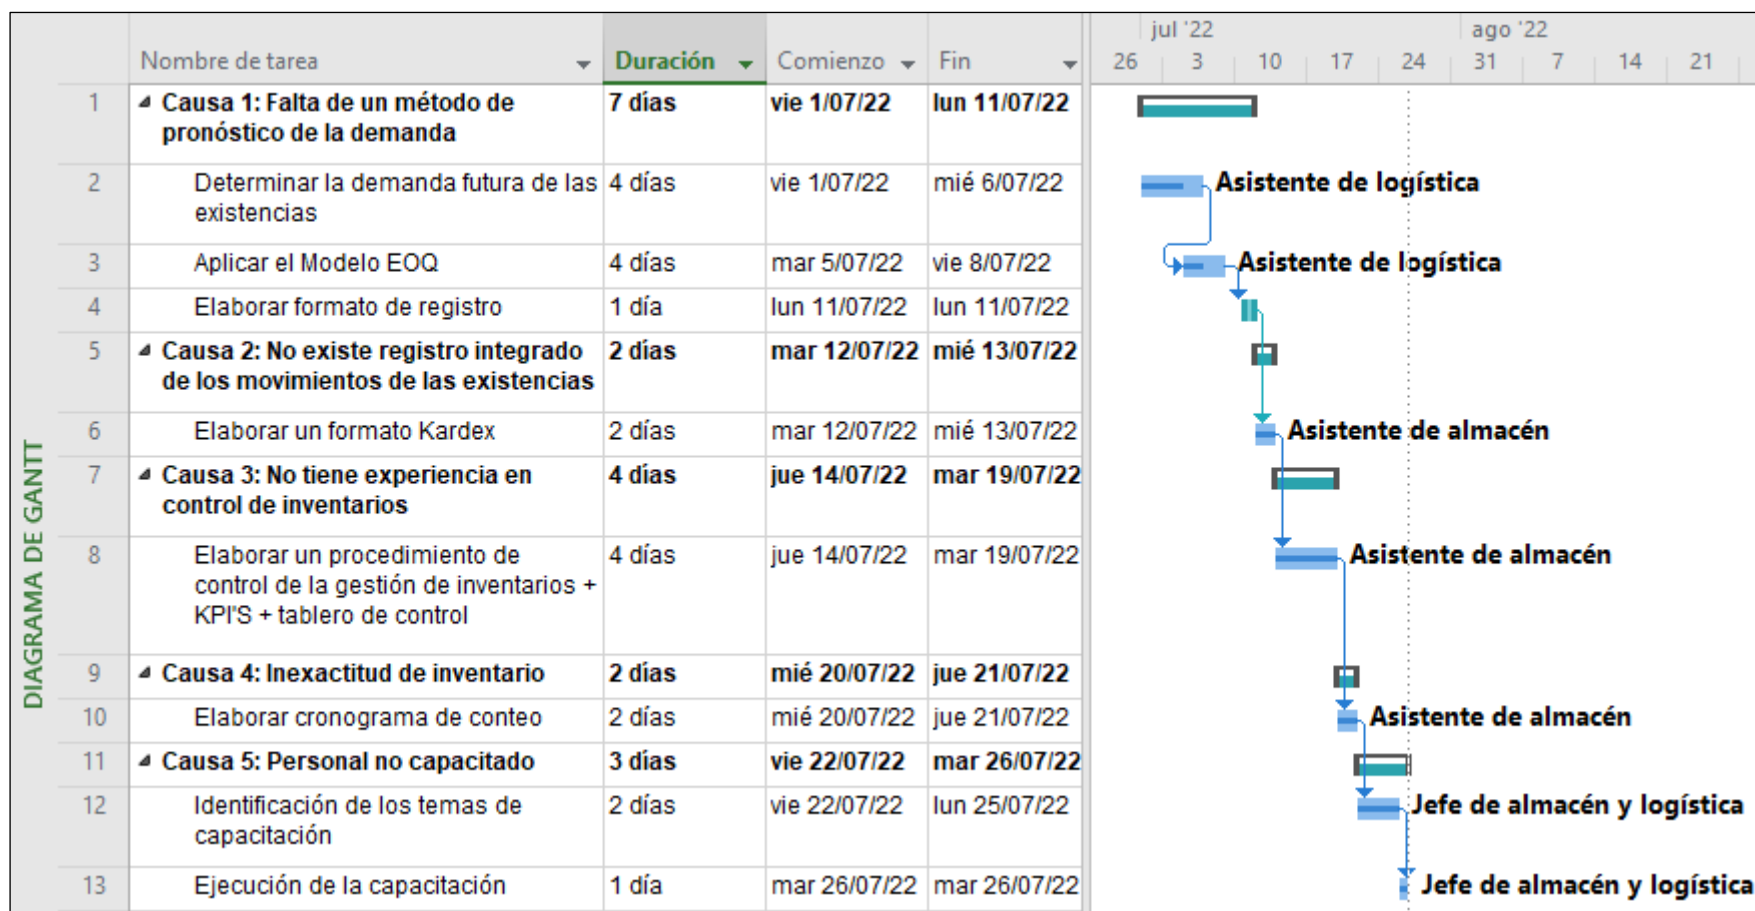 jul '22 ago '22
Nombre de tarea Duración Comienzo Fin 26 3 10 17 24 31 7 14 21
1 Causa 1: Falta de un método de 7 días vie 1/07/22 lun 11/07/22
pronóstico de la demanda
2 Determinar la demanda futura de las 4 días vie 1/07/22 mié 6/07/22 Asistente de logística
existencias
3 Aplicar el Modelo EOQ 4 días mar 5/07/22 vie 8/07/22 Asistente de logística
4 Elaborar formato de registro 1 día lun 11/07/22 lun 11/07/22
5 Causa 2: No existe registro integrado 2 días mar 12/07/22 mié 13/07/22
de los movimientos de las existencias
6 Elaborar un formato Kardex 2 días mar 12/07/22 mié 13/07/22 Asistente de almacén
7 Causa 3: No tiene experiencia en 4 días jue 14/07/22 mar 19/07/22
control de inventarios
8 Elaborar un procedimiento de 4 días jue 14/07/22 mar 19/07/22 Asistente de almacén
control de la gestión de inventarios +
KPI'S + tablero de control
9 Causa 4: Inexactitud de inventario 2 días mié 20/07/22 jue 21/07/22
10 Elaborar cronograma de conteo 2 días mié 20/07/22 jue 21/07/22 Asistente de almacén
11 Causa 5: Personal no capacitado 3 días vie 22/07/22 mar 26/07/22
12 Identificación de los temas de 2 días vie 22/07/22 lun 25/07/22 Jefe de almacén y logística
capacitación
13 Ejecución de la capacitación 1 día mar 26/07/22 mar 26/07/22 Jefe de almacén y logística
DIAGRAMA DE GANTT